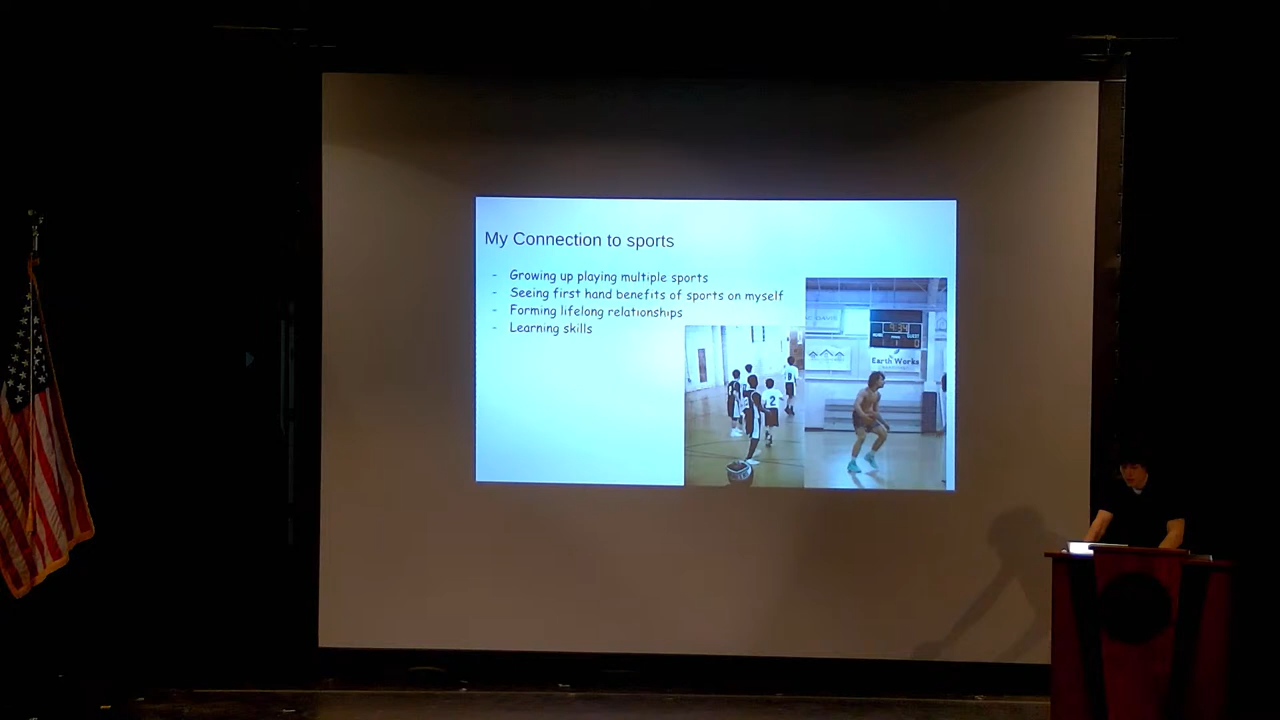 My Connection to sports
- Growing up playing multiple sports
- Seeing first hand benefits of sports on myself
- Forming lifelong relationships
- Learning skills
Earth Works
2